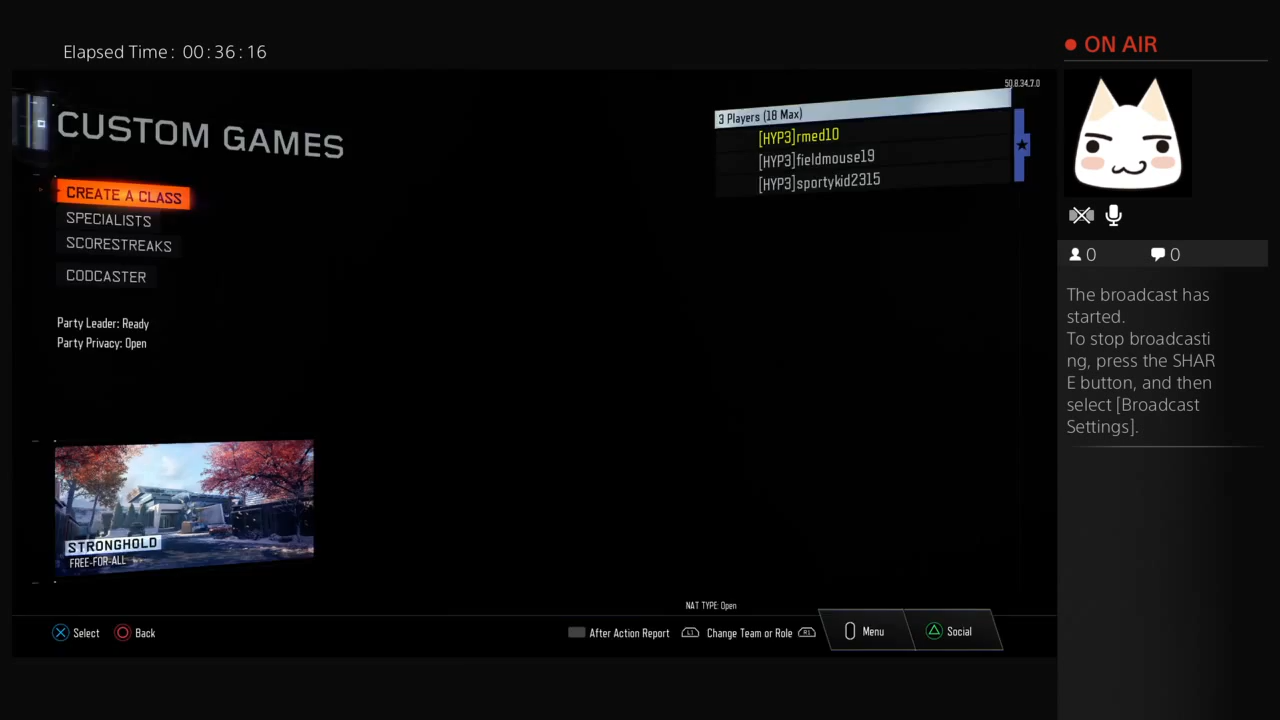 Elapsed Time: 00:36:16
ON AIR
50.8.34.7.0
CUSTOM GAMES
3 Players (18 Max)
[HYP3]rmed10
[HYP3]fieldmouse19
[HYP3]sportykid2315
CREATE A CLASS
SPECIALISTS
SCORESTREAKS
CODCASTER
Party Leader: Ready
Party Privacy: Open
0 0
The broadcast has
started.
To stop broadcasti
ng, press the SHAR
E button, and then
select [Broadcast
Settings].
STRONGHOLD
FREE-FOR-ALL
NAT TYPE: Open
Select Back After Action Report L1 Change Team or Role R1 Menu Social